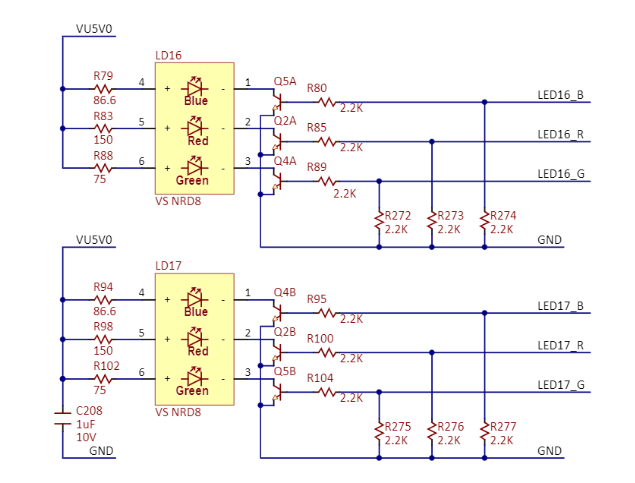 VU5V0
LD16
R79
86.6
4
+
Blue
-
1
Q5A
R80
2.2K
LED16_B
R83
150
5
+
Red
-
2
Q2A
R85
2.2K
LED16_R
R88
75
6
+
Green
-
3
Q4A
R89
2.2K
LED16_G
VS NRD8
R272
2.2K
R273
2.2K
R274
2.2K
GND
VU5V0
LD17
R94
86.6
4
+
Blue
-
1
Q4B
R95
2.2K
LED17_B
R98
150
5
+
Red
-
2
Q2B
R100
2.2K
LED17_R
R102
75
6
+
Green
-
3
Q5B
R104
2.2K
LED17_G
VS NRD8
C208
1uF
10V
GND
R275
2.2K
R276
2.2K
R277
2.2K
GND